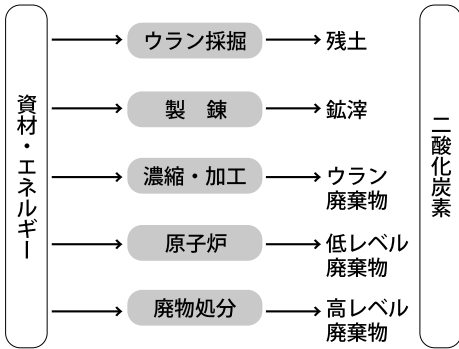 資材・エネルギー
ウラン採掘
残土
製　錬
鉱滓
濃縮・加工
ウラン
廃棄物
原子炉
低レベル
廃棄物
廃物処分
高レベル
廃棄物
二酸化炭素